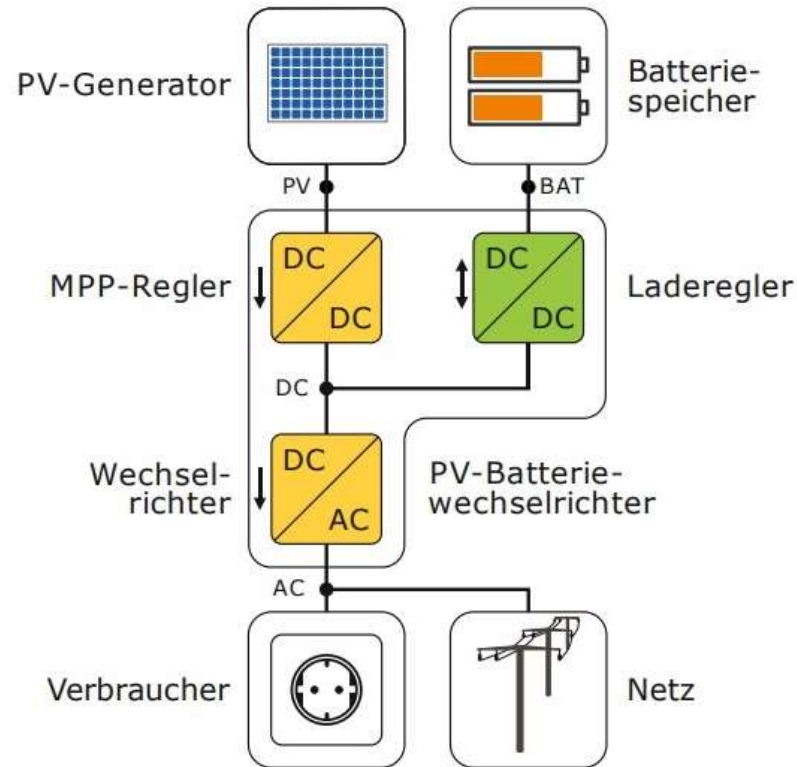 PV-Generator
Batterie-
speicher
PV
BAT
MPP-Regler
DC
DC
DC
DC
Laderegler
DC
Wechsel-
richter
DC
AC
PV-Batterie-
wechselrichter
AC
Verbraucher
Netz